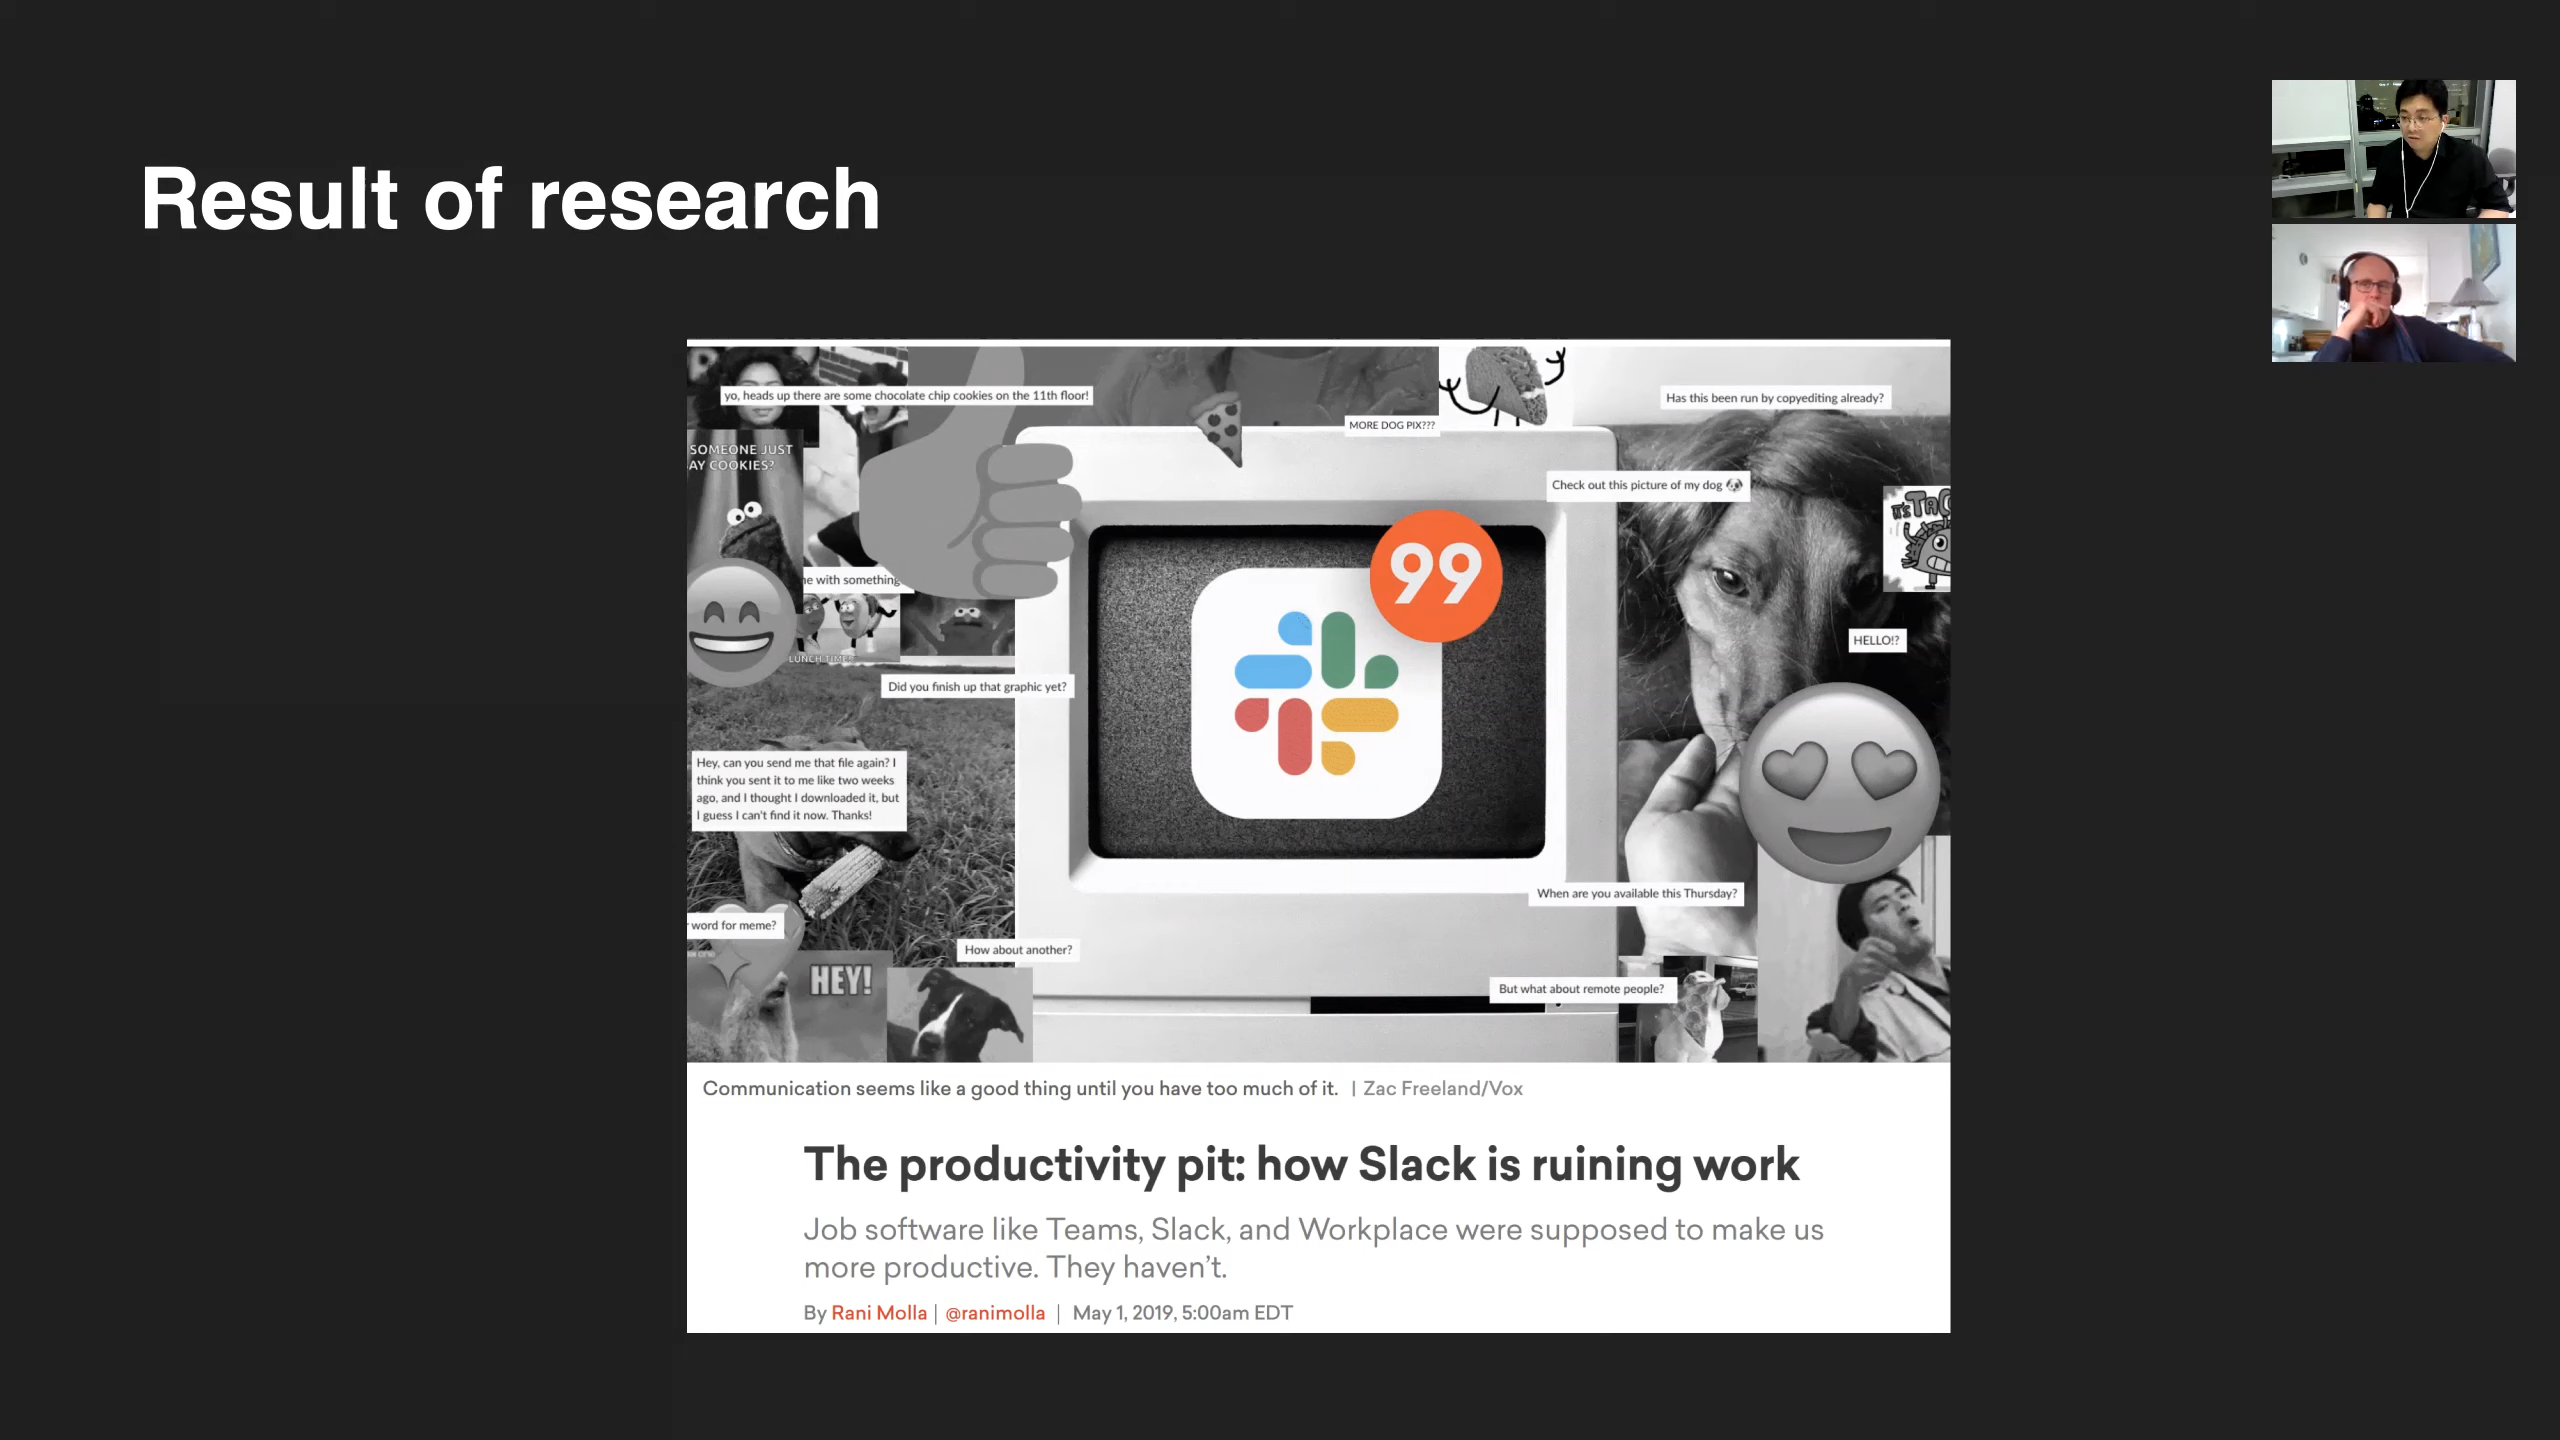 Result of research
yo, heads up there are some chocolate chip cookies on the 11th floor!
Has this been run by copyediting already?
MORE DOG PIX???
SOMEONE JUST
AY COOKIES?
Check out this picture of my dog
IT'S TAC
99
ne with something
HELLO!?
LUNCH TIME!
Did you finish up that graphic yet?
Hey, can you send me that file again? I
think you sent it to me like two weeks
ago, and I thought I downloaded it, but
I guess I can't find it now. Thanks!
When are you available this Thursday?
word for meme?
How about another?
HEY!
But what about remote people?
Communication seems like a good thing until you have too much of it. | Zac Freeland/Vox
The productivity pit: how Slack is ruining work
Job software like Teams, Slack, and Workplace were supposed to make us
more productive. They haven't.
By Rani Molla | @ranimolla | May 1, 2019, 5:00am EDT